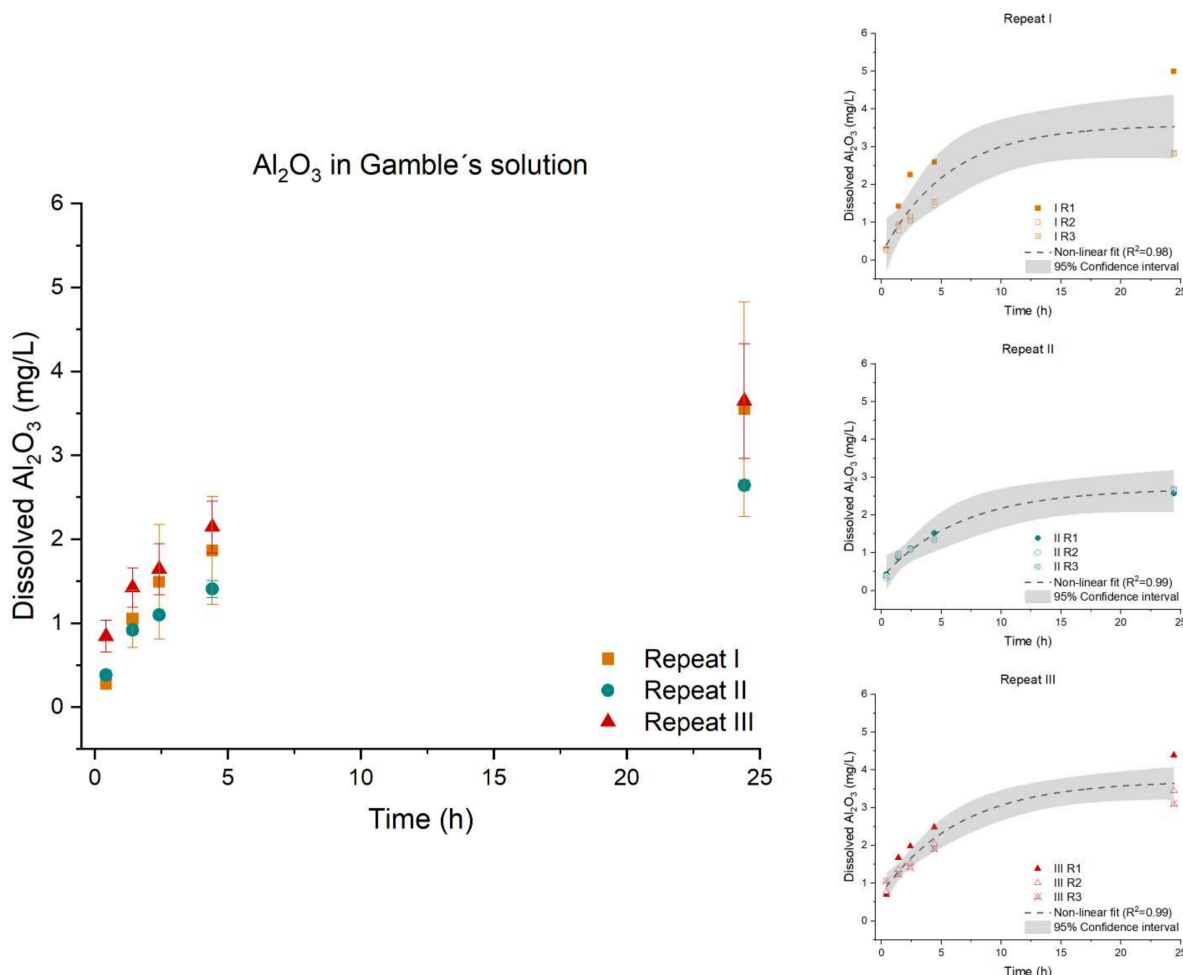 Al₂O₃ in Gamble´s solution
Dissolved Al₂O₃ (mg/L)
6
5
4
3
2
1
0
Repeat I
Repeat II
Repeat III
0 5 10 15 20 25
Time (h)
Repeat I
Dissolved Al₂O₃ (mg/L)
6
5
4
3
2
1
0
I R1
I R2
I R3
Non-linear fit (R²=0.98)
95% Confidence interval
0 5 10 15 20 25
Time (h)
Repeat II
Dissolved Al₂O₃ (mg/L)
6
5
4
3
2
1
0
II R1
II R2
II R3
Non-linear fit (R²=0.99)
95% Confidence interval
0 5 10 15 20 25
Time (h)
Repeat III
Dissolved Al₂O₃ (mg/L)
6
5
4
3
2
1
0
III R1
III R2
III R3
Non-linear fit (R²=0.99)
95% Confidence interval
0 5 10 15 20 25
Time (h)